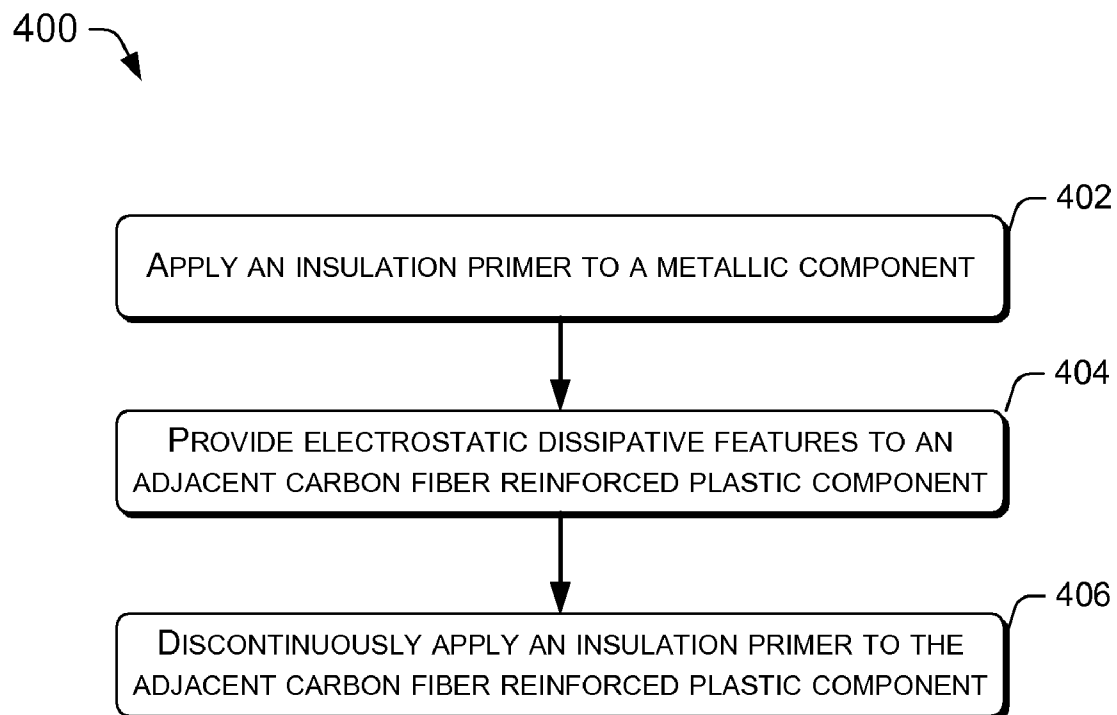 400
402
APPLY AN INSULATION PRIMER TO A METALLIC COMPONENT
404
PROVIDE ELECTROSTATIC DISSIPATIVE FEATURES TO AN
ADJACENT CARBON FIBER REINFORCED PLASTIC COMPONENT
406
DISCONTINUOUSLY APPLY AN INSULATION PRIMER TO THE
ADJACENT CARBON FIBER REINFORCED PLASTIC COMPONENT